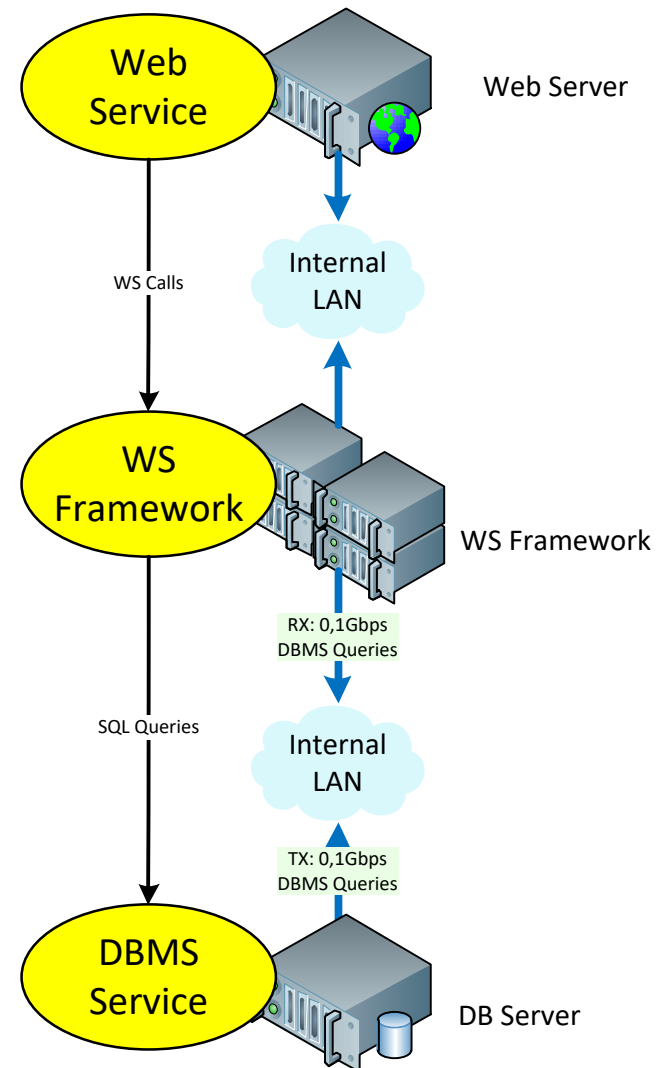 Web
Service
Web Server
Internal
LAN
WS Calls
WS
Framework
WS Framework
RX: 0,1Gbps
DBMS Queries
SQL Queries
Internal
LAN
TX: 0,1Gbps
DBMS Queries
DBMS
Service
DB Server